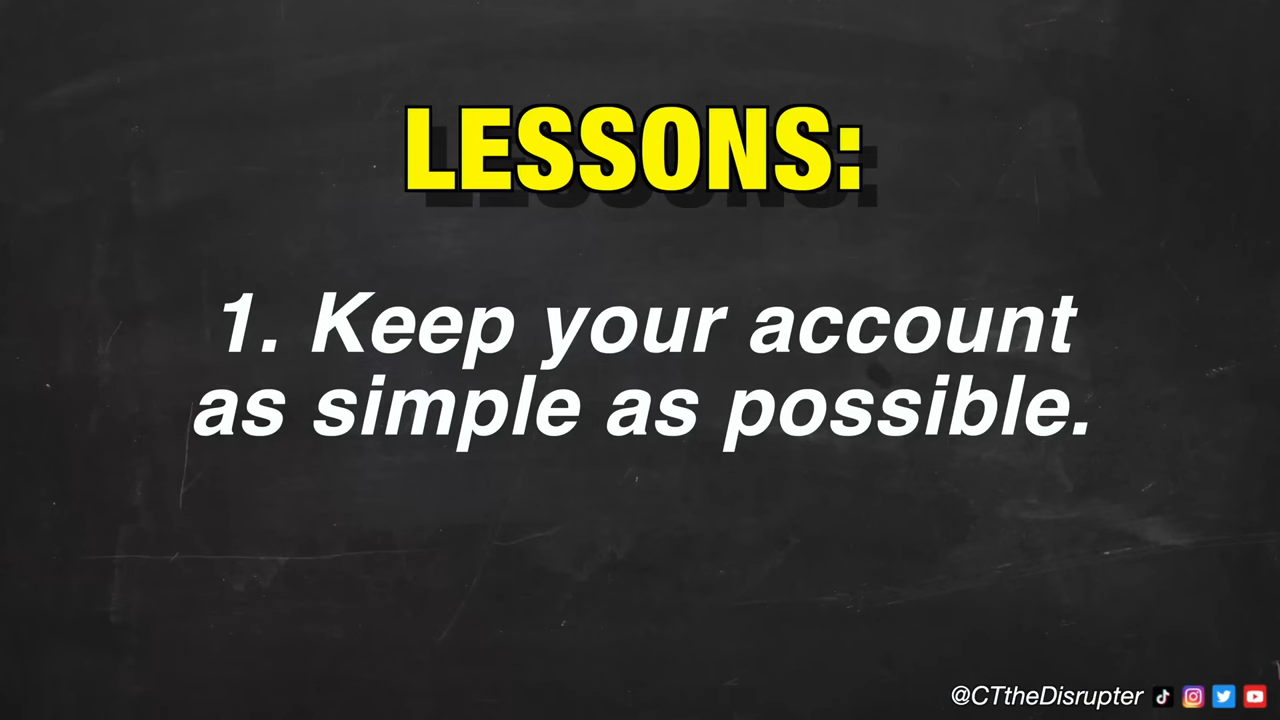 LESSONS:
1. Keep your account
as simple as possible.
@CTtheDisrupter